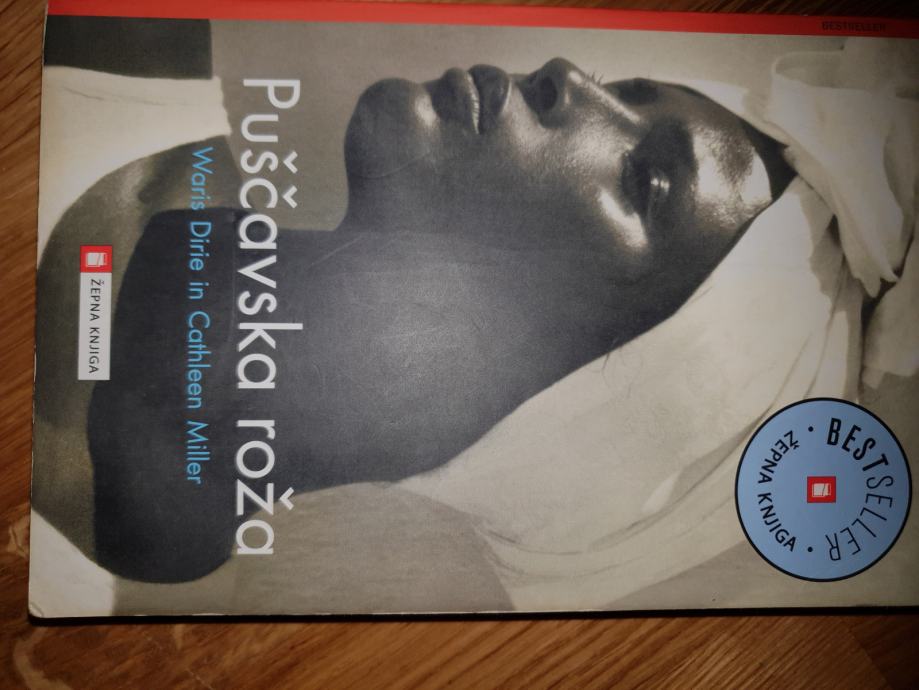 BESTSELLER
BESTSELLER
ŽEPNA KNJIGA
Puščavska roža
Waris Dirie in Cathleen Miller
ŽEPNA KNJIGA